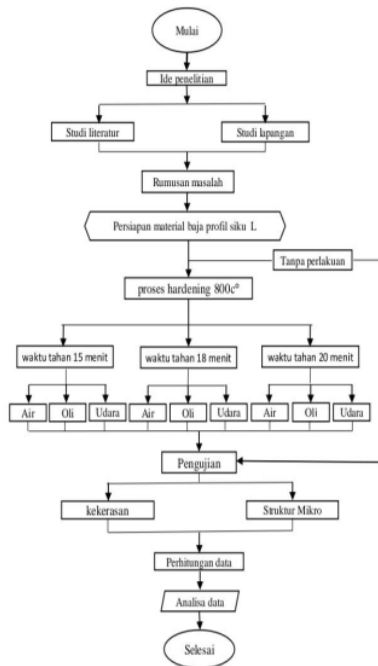 Mulai
Ide penelitian
Studi literatur
Studi lapangan
Rumusan masalah
Persiapan material baja profil siku L
Tanpa perlakuan
proses hardening 800c°
waktu tahan 15 menit
waktu tahan 18 menit
waktu tahan 20 menit
Air
Oli
Udara
Air
Oli
Udara
Air
Oli
Udara
Pengujian
kekerasan
Struktur Mikro
Perhitungan data
Analisa data
Selesai